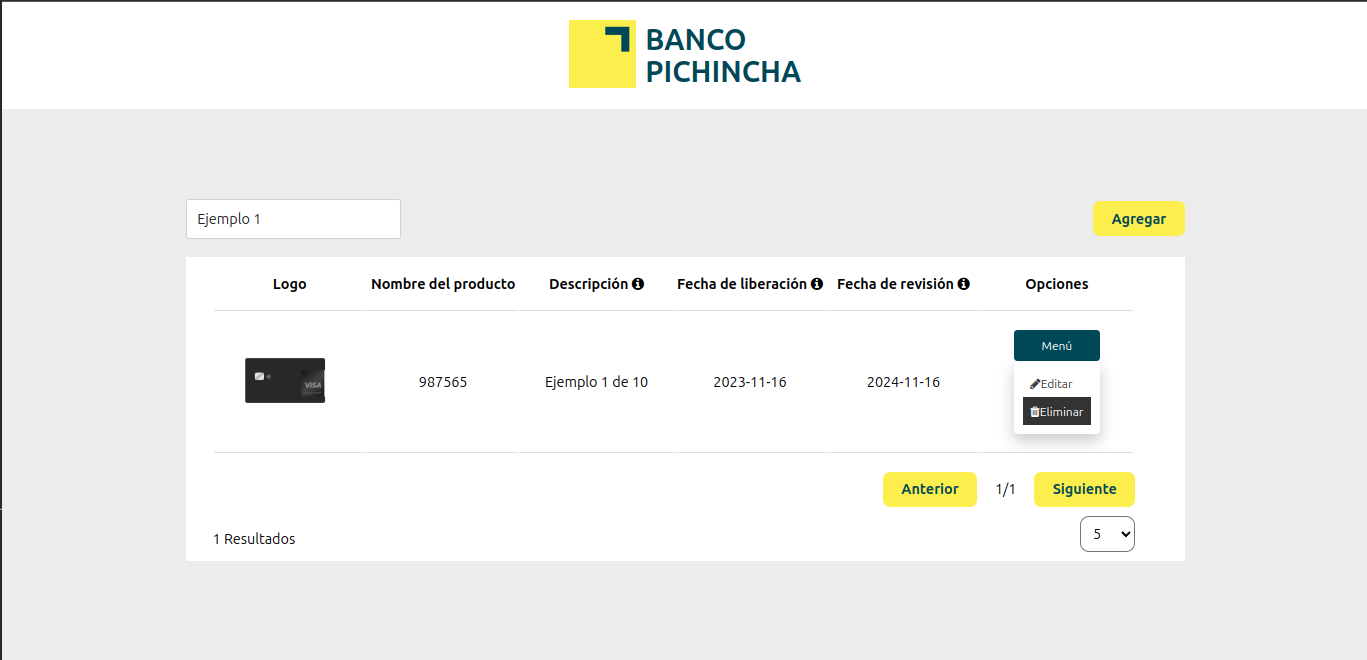 BANCO
PICHINCHA
Ejemplo 1
Agregar
Logo Nombre del producto Descripción Fecha de liberación Fecha de revisión Opciones
Menú
VISA 987565 Ejemplo 1 de 10 2023-11-16 2024-11-16
Editar
Eliminar
Anterior 1/1 Siguiente
5
1 Resultados